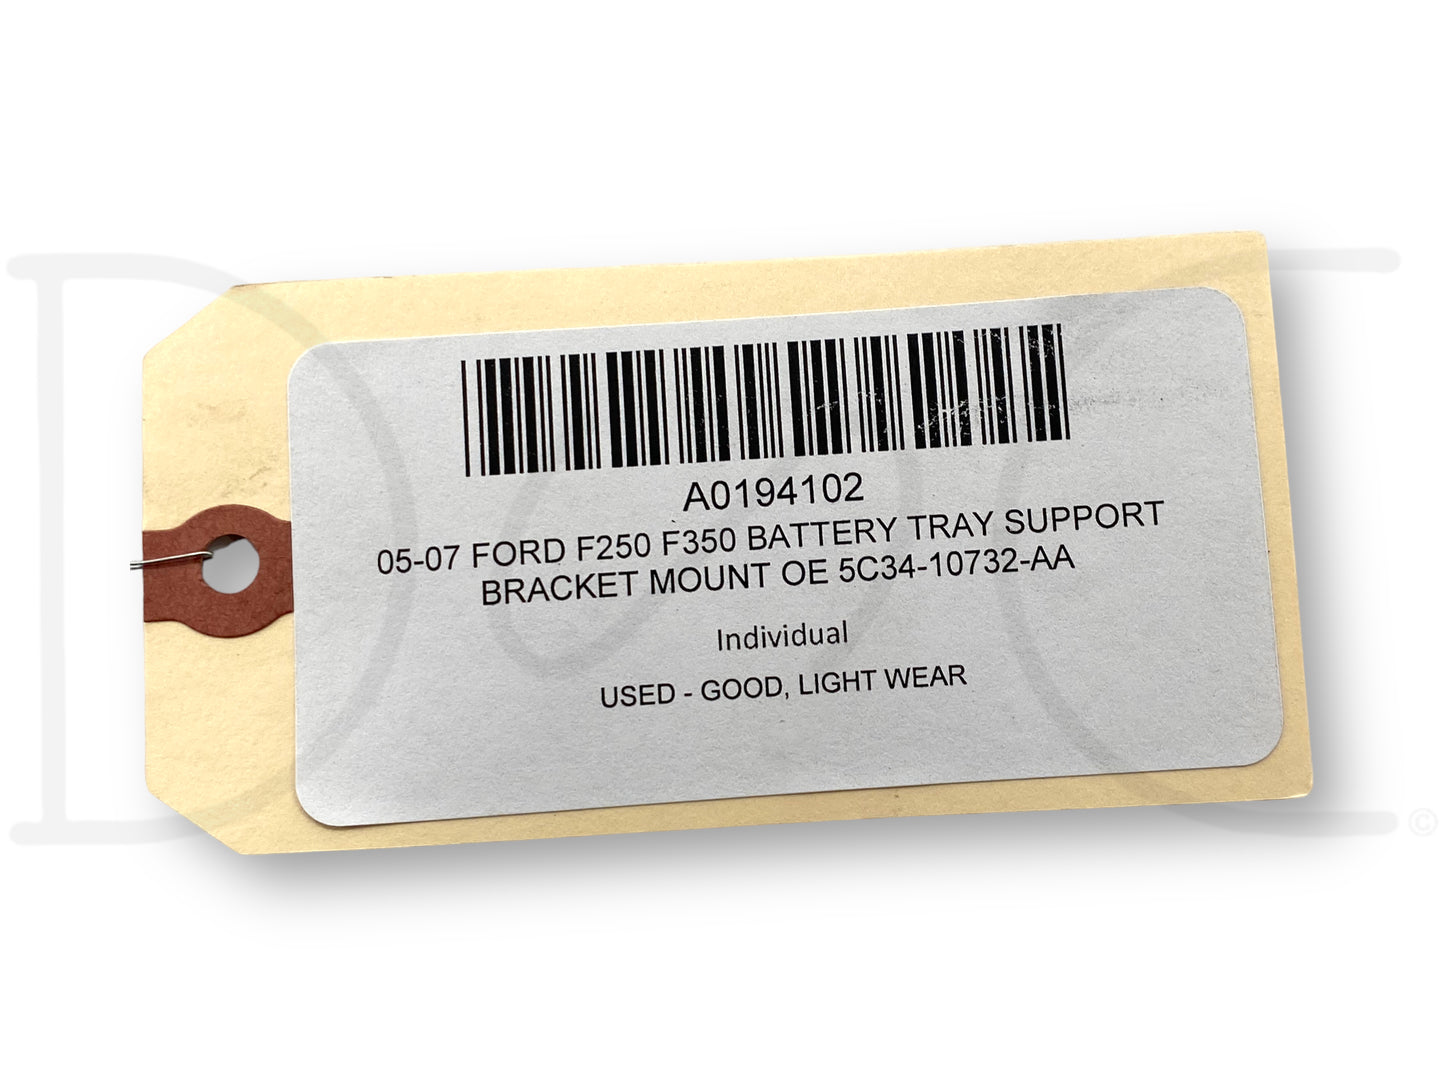 A0194102
05-07 FORD F250 F350 BATTERY TRAY SUPPORT
BRACKET MOUNT OE 5C34-10732-AA
Individual
USED - GOOD, LIGHT WEAR
©